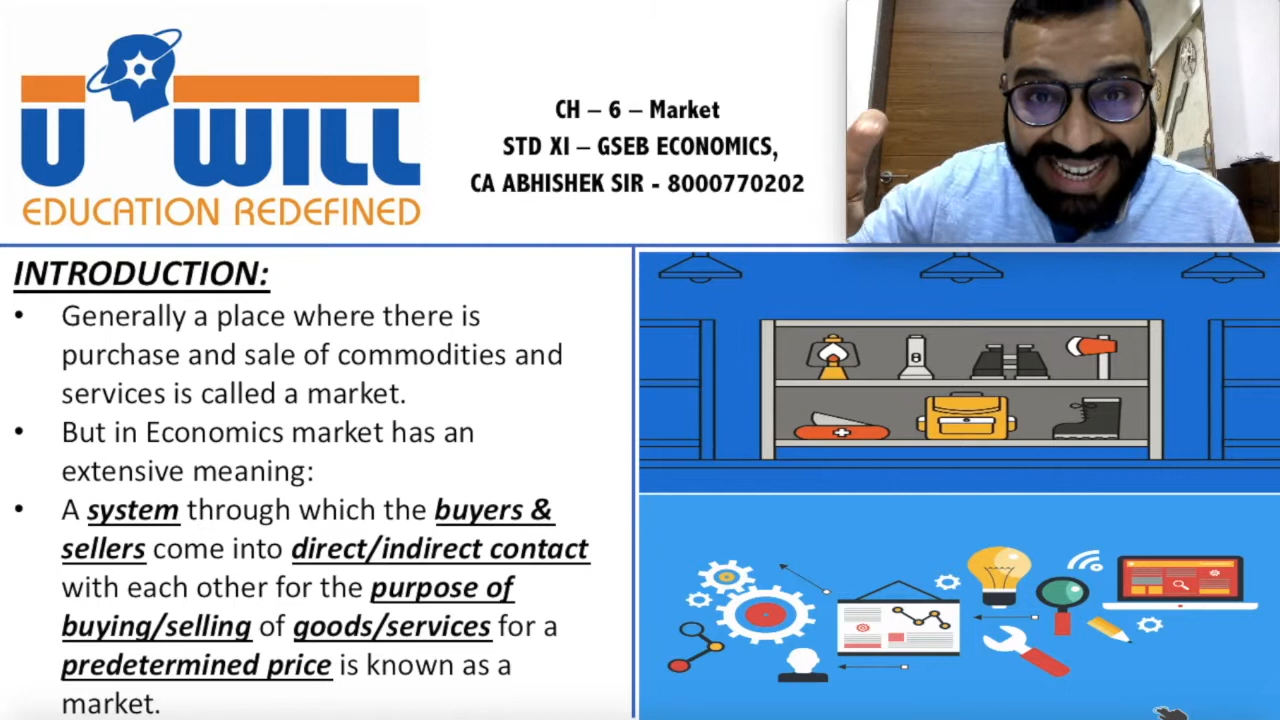 U WILL
EDUCATION REDEFINED
CH – 6 – Market
STD XI – GSEB ECONOMICS,
CA ABHISHEK SIR - 8000770202
INTRODUCTION:
• Generally a place where there is
purchase and sale of commodities and
services is called a market.
• But in Economics market has an
extensive meaning:
• A system through which the buyers &
sellers come into direct/indirect contact
with each other for the purpose of
buying/selling of goods/services for a
predetermined price is known as a
market.